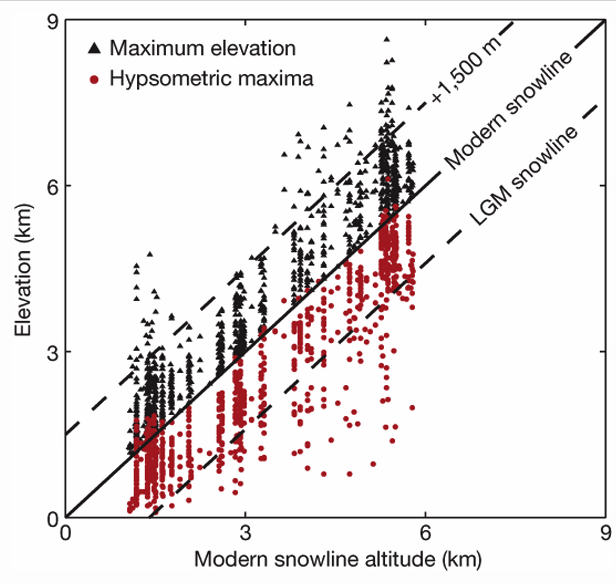 9
Maximum elevation
Hypsometric maxima
+1,500 m
Modern snowline
LGM snowline
6
Elevation (km)
3
0
0 3 6 9
Modern snowline altitude (km)